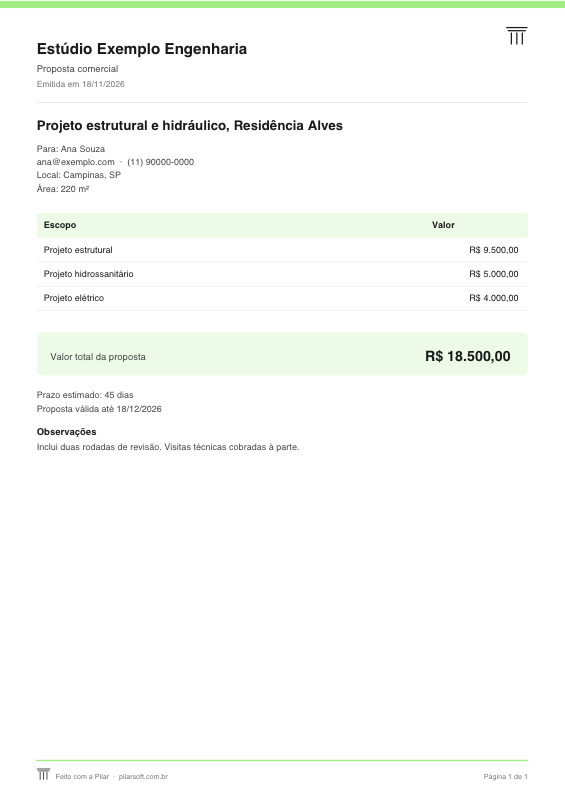 Estúdio Exemplo Engenharia
Proposta comercial
Emitida em 18/11/2026
Projeto estrutural e hidráulico, Residência Alves
Para: Ana Souza
ana@exemplo.com · (11) 90000-0000
Local: Campinas, SP
Área: 220 m²
Escopo Valor
Projeto estrutural R$ 9.500,00
Projeto hidrossanitário R$ 5.000,00
Projeto elétrico R$ 4.000,00
Valor total da proposta R$ 18.500,00
Prazo estimado: 45 dias
Proposta válida até 18/12/2026
Observações
Inclui duas rodadas de revisão. Visitas técnicas cobradas à parte.
Feito com a Pilar · pilarsoft.com.br Página 1 de 1